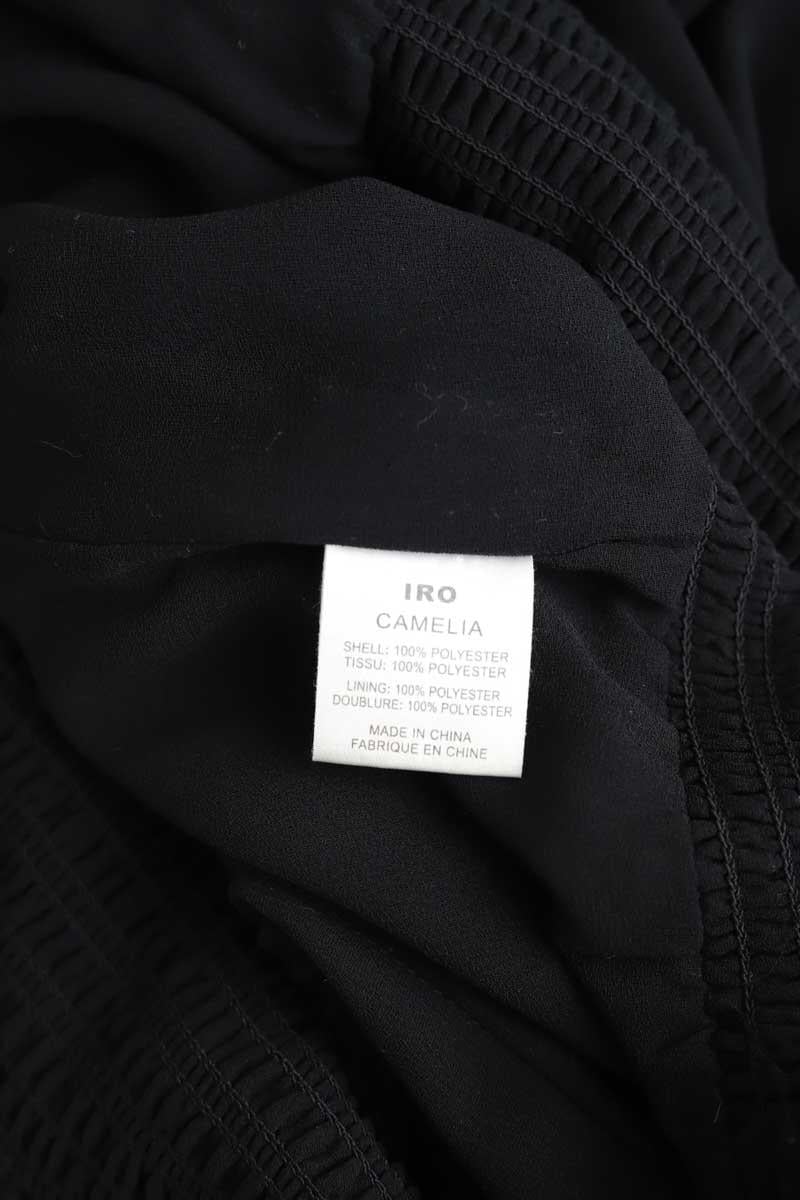 IRO
CAMELIA
SHELL: 100% POLYESTER
TISSU: 100% POLYESTER
LINING: 100% POLYESTER
DOUBLURE: 100% POLYESTER
MADE IN CHINA
FABRIQUE EN CHINE